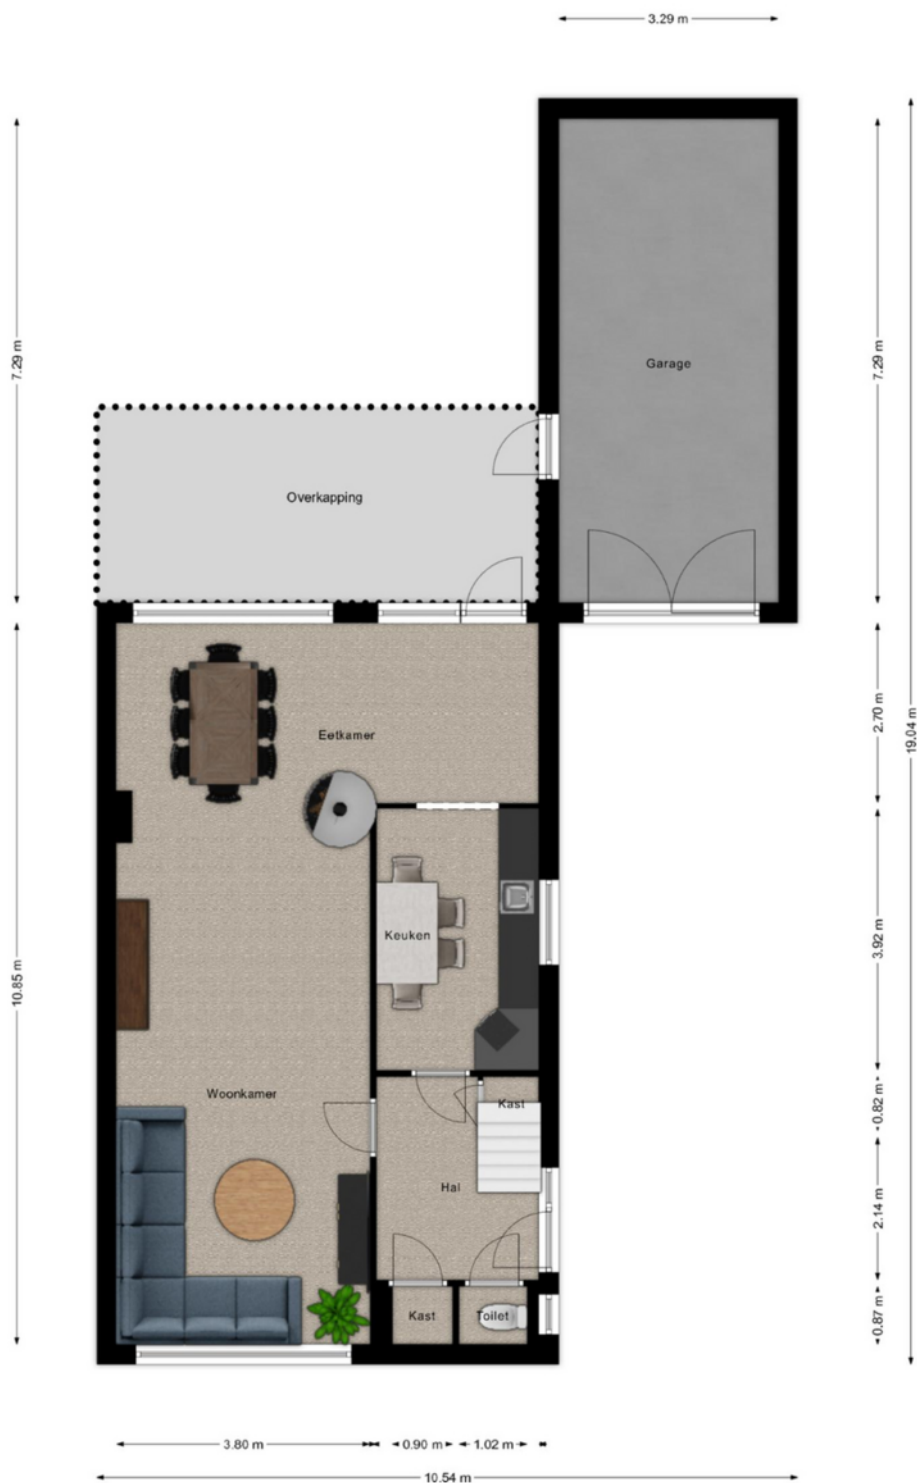 3.29 m
7.29 m
7.29 m
Garage
Overkapping
19.04 m
2.70 m
Eetkamer
3.92 m
Keuken
10.85 m
Woonkamer
Kast
0.82 m
Hal
2.14 m
Kast
Toilet
0.87 m
3.80 m
0.90 m
1.02 m
10.54 m